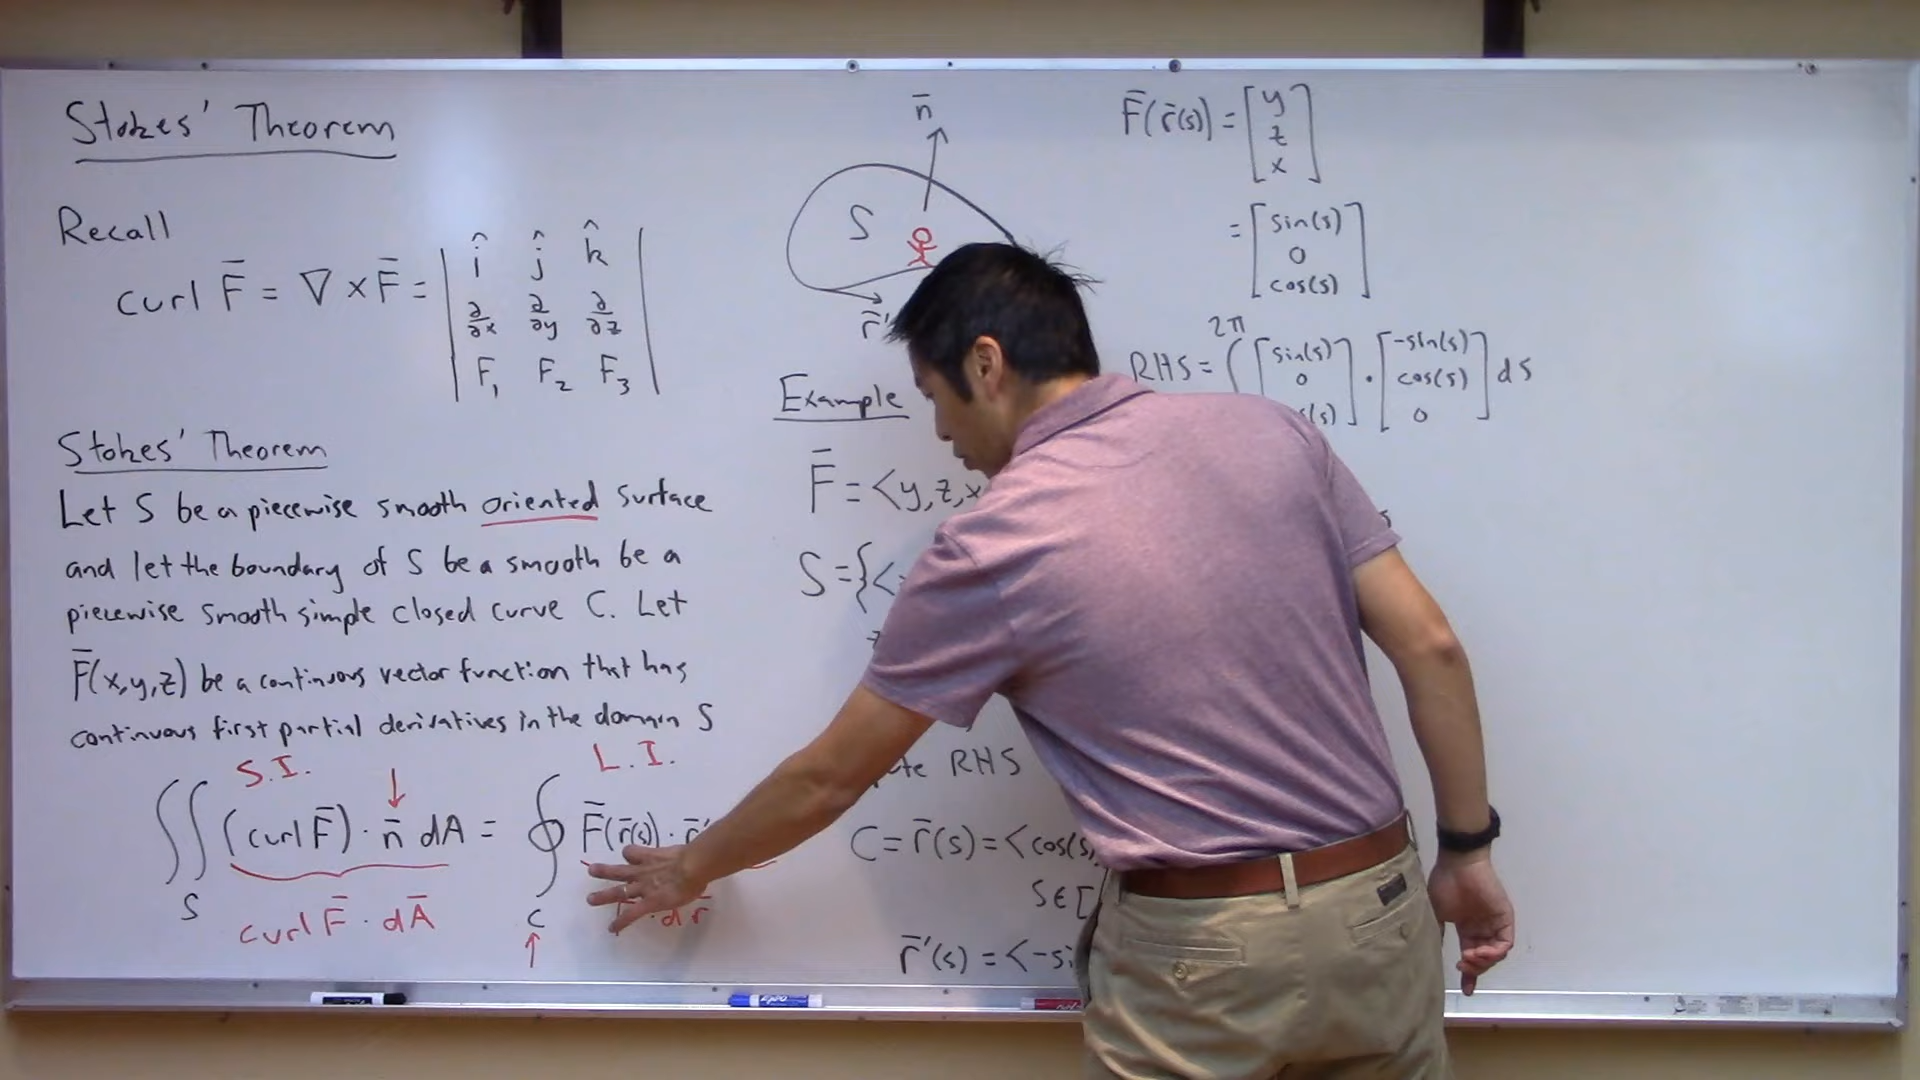 Stokes' Theorem
Recall
curl F̄ = ∇ × F̄ =
î ĵ k̂
∂/∂x ∂/∂y ∂/∂z
F₁ F₂ F₃
Stokes' Theorem
Let S be a piecewise smooth oriented surface
and let the boundary of S be a smooth be a
piecewise smooth simple closed curve C. Let
F̄(x,y,z) be a continuous vector function that has
continuous first partial derivatives in the domain S
S.I. L.I.
∬ (curl F̄) · n̄ dA = ∮ F̄(r̄(s)) · r̄'
S C
curl F̄ · dĀ
· dr̄
n̄
S
r̄'
Example
F̄ = <y, z, x
S = {<
RHS
C = r̄(s) = <cos(s)
s ∈ [
r̄'(s) = <-si
F̄(r̄(s)) = [y
z
x]
= [sin(s)
0
cos(s)]
2π
RHS = ∫ [sin(s) · [-sin(s) ds
0 cos(s)
(s)] 0]